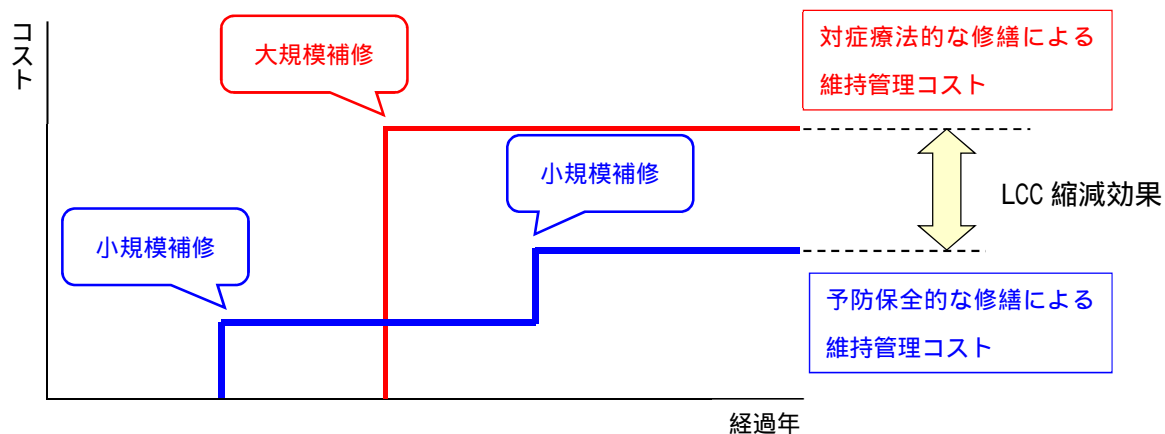 コスト
大規模補修
対症療法的な修繕による
維持管理コスト
小規模補修
LCC 縮減効果
小規模補修
予防保全的な修繕による
維持管理コスト
経過年